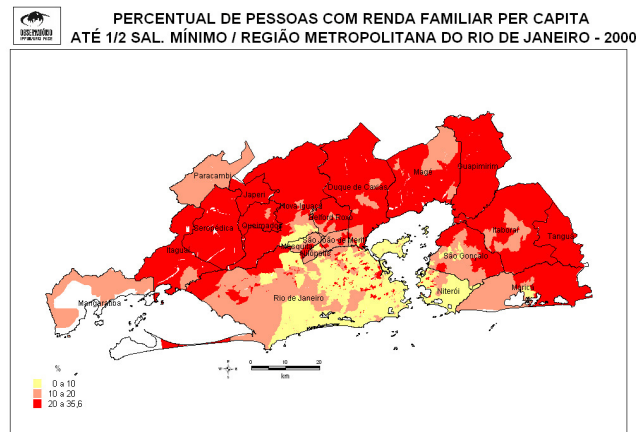 PERCENTUAL DE PESSOAS COM RENDA FAMILIAR PER CAPITA
ATÉ 1/2 SAL. MÍNIMO / REGIÃO METROPOLITANA DO RIO DE JANEIRO - 2000
OBSERVATÓRIO
Paracambi
Japeri
Duque de Caxias
Magé
Guapimirim
Nova Iguaçu
Belford Roxo
Seropédica
Queimados
São João de Meriti
Mesquita
Nilópolis
Itaguaí
Itaboraí
Tanguá
São Gonçalo
Mangaratiba
Rio de Janeiro
Niterói
Maricá
%
0 a 10
10 a 20
20 a 35,6
0 10 20
km